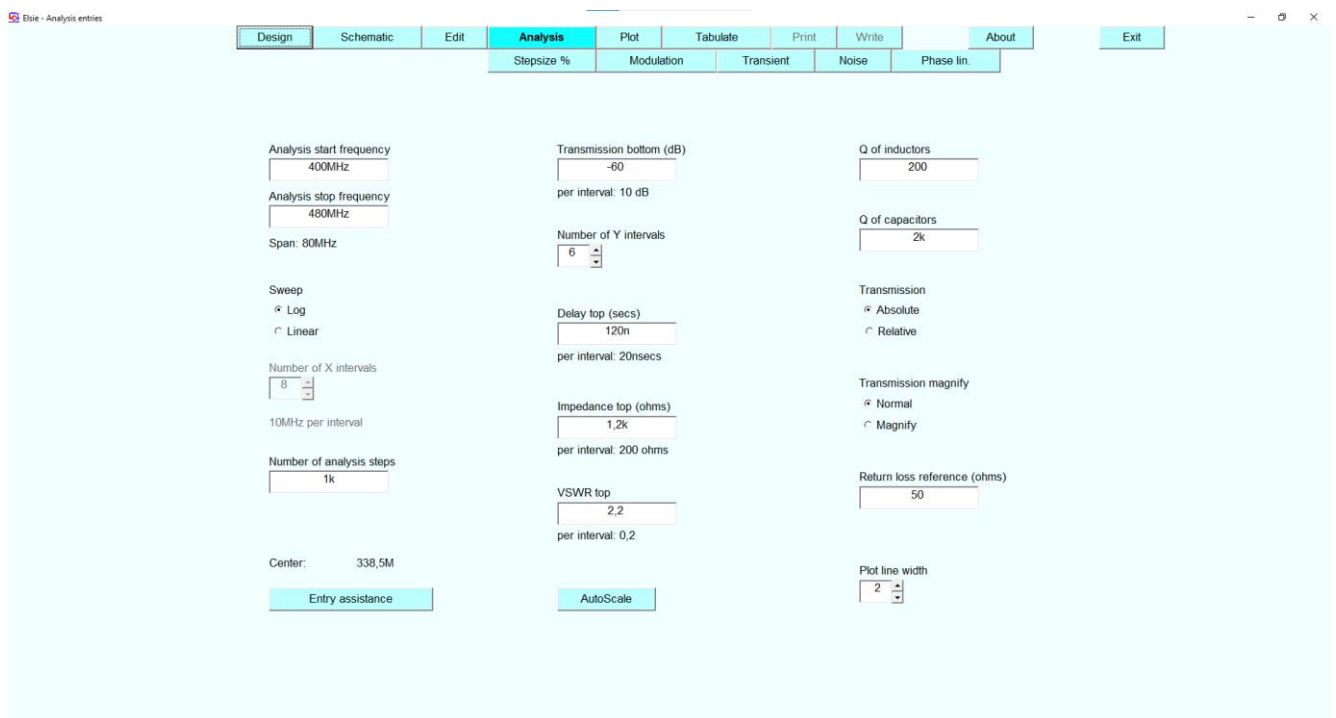 Elsie - Analysis entries
Design Schematic Edit Analysis Plot Tabulate Print Write About Exit
Stepsize % Modulation Transient Noise Phase lin.
Analysis start frequency
400MHz
Analysis stop frequency
480MHz
Span: 80MHz
Sweep
Log
Linear
Number of X intervals
8
10MHz per interval
Number of analysis steps
1k
Center: 338,5M
Entry assistance
Transmission bottom (dB)
-60
per interval: 10 dB
Number of Y intervals
6
Delay top (secs)
120n
per interval: 20nsecs
Impedance top (ohms)
1,2k
per interval: 200 ohms
VSWR top
2,2
per interval: 0,2
AutoScale
Q of inductors
200
Q of capacitors
2k
Transmission
Absolute
Relative
Transmission magnify
Normal
Magnify
Return loss reference (ohms)
50
Plot line width
2